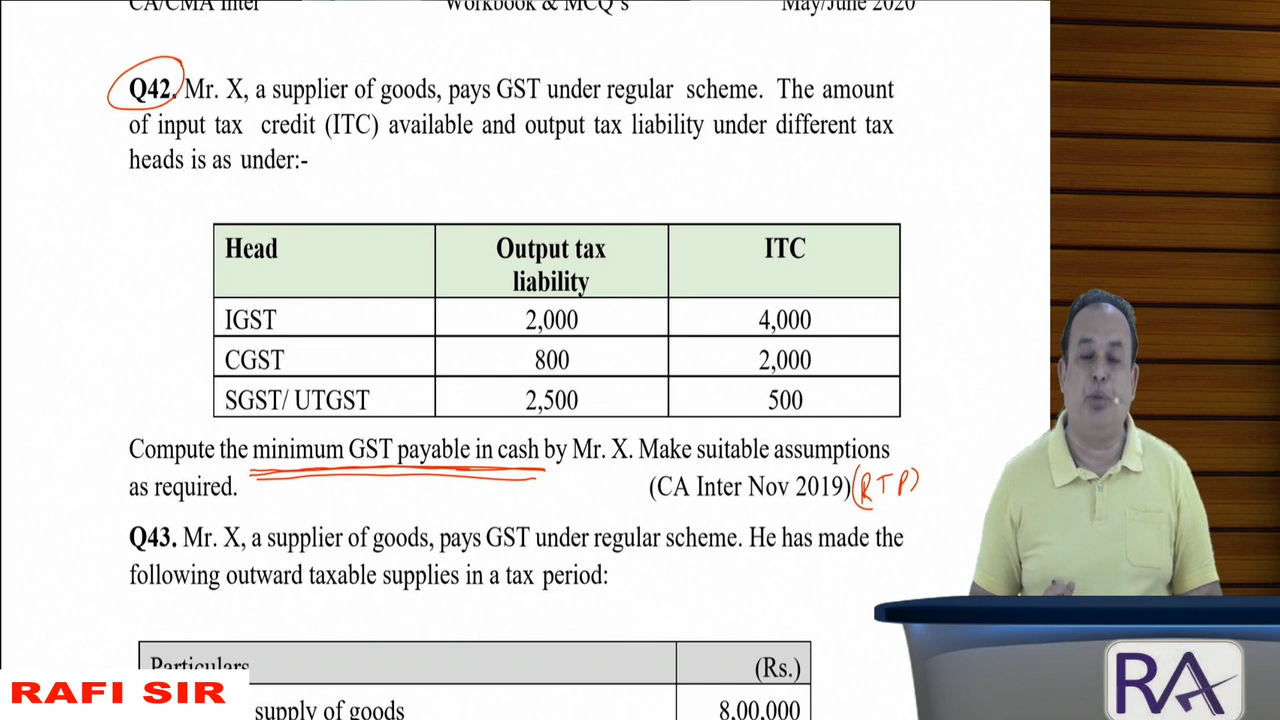 CA/CMA Inter Workbook & MCQ's May/June 2020
Q42. Mr. X, a supplier of goods, pays GST under regular scheme. The amount
of input tax credit (ITC) available and output tax liability under different tax
heads is as under:-
Head Output tax liability ITC
IGST 2,000 4,000
CGST 800 2,000
SGST/ UTGST 2,500 500
Compute the minimum GST payable in cash by Mr. X. Make suitable assumptions
as required. (CA Inter Nov 2019) (RTP)
Q43. Mr. X, a supplier of goods, pays GST under regular scheme. He has made the
following outward taxable supplies in a tax period:
Particulars (Rs.)
supply of goods 8,00,000
RAFI SIR
RA